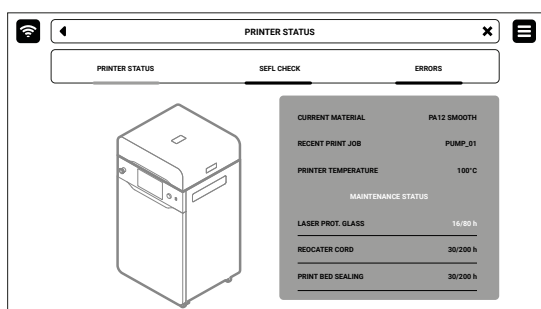 PRINTER STATUS
PRINTER STATUS SEFL CHECK ERRORS
CURRENT MATERIAL PA12 SMOOTH
RECENT PRINT JOB PUMP_01
PRINTER TEMPERATURE 100°C
MAINTENANCE STATUS
LASER PROT. GLASS 16/80 h
REOCATER CORD 30/200 h
PRINT BED SEALING 30/200 h